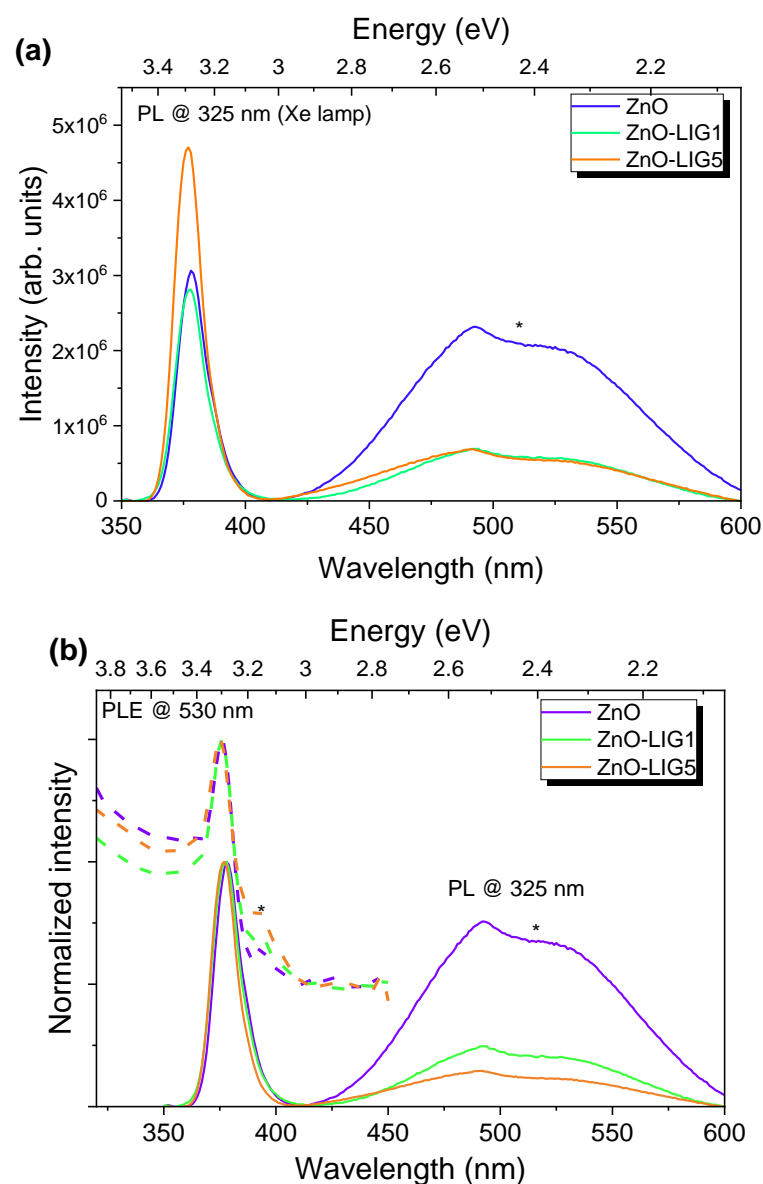 (a)
Energy (eV)
3.4 3.2 3 2.8 2.6 2.4 2.2
PL @ 325 nm (Xe lamp)
ZnO
ZnO-LIG1
ZnO-LIG5
5x10⁶
4x10⁶
3x10⁶
2x10⁶
1x10⁶
0
Intensity (arb. units)
*
350 400 450 500 550 600
Wavelength (nm)
(b)
Energy (eV)
3.8 3.6 3.4 3.2 3 2.8 2.6 2.4 2.2
PLE @ 530 nm
ZnO
ZnO-LIG1
ZnO-LIG5
Normalized intensity
PL @ 325 nm
*
*
350 400 450 500 550 600
Wavelength (nm)